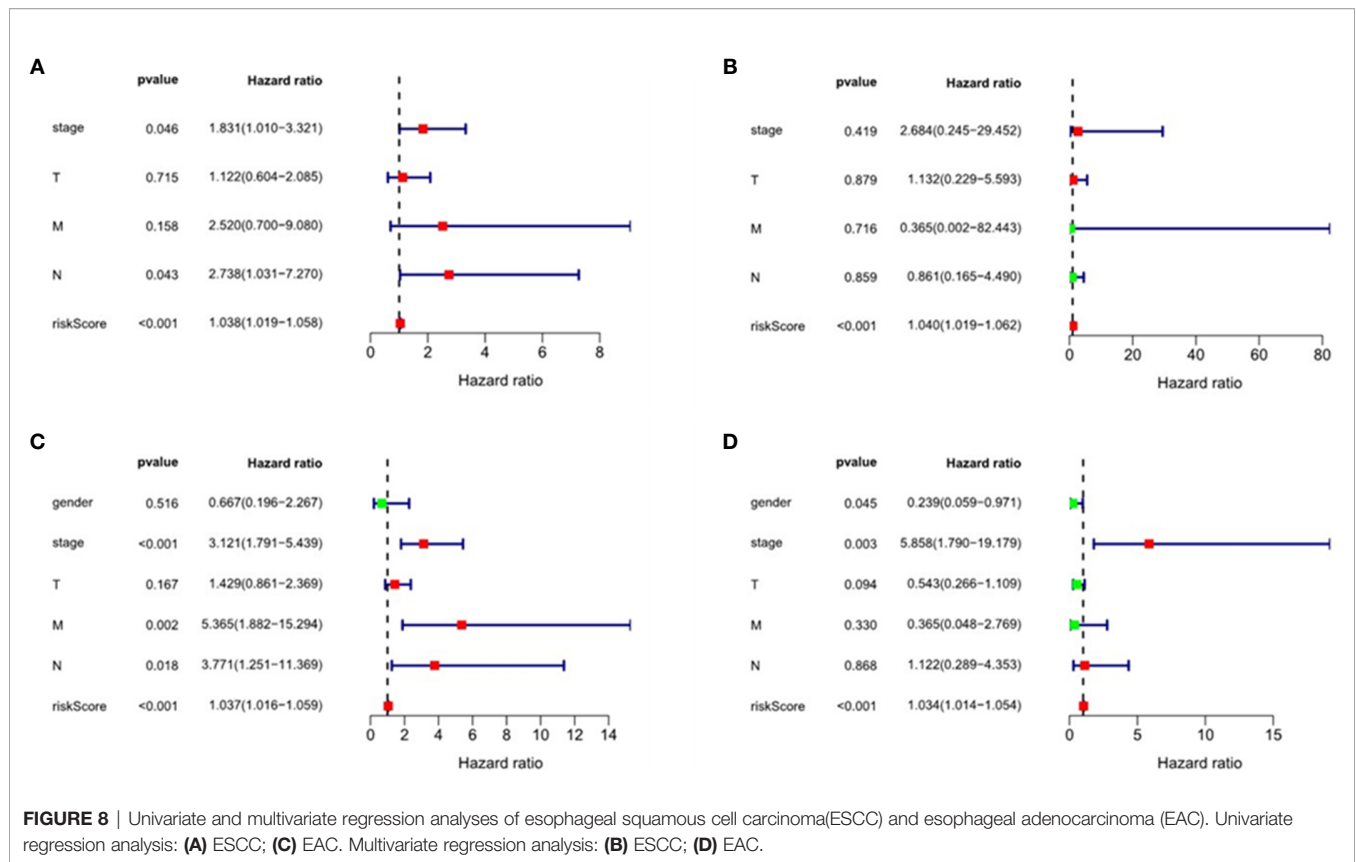 A
pvalue Hazard ratio
stage 0.046 1.831(1.010−3.321)
T 0.715 1.122(0.604−2.085)
M 0.158 2.520(0.700−9.080)
N 0.043 2.738(1.031−7.270)
riskScore <0.001 1.038(1.019−1.058)
0 2 4 6 8
Hazard ratio
B
pvalue Hazard ratio
stage 0.419 2.684(0.245−29.452)
T 0.879 1.132(0.229−5.593)
M 0.716 0.365(0.002−82.443)
N 0.859 0.861(0.165−4.490)
riskScore <0.001 1.040(1.019−1.062)
0 20 40 60 80
Hazard ratio
C
pvalue Hazard ratio
gender 0.516 0.667(0.196−2.267)
stage <0.001 3.121(1.791−5.439)
T 0.167 1.429(0.861−2.369)
M 0.002 5.365(1.882−15.294)
N 0.018 3.771(1.251−11.369)
riskScore <0.001 1.037(1.016−1.059)
0 2 4 6 8 10 12 14
Hazard ratio
D
pvalue Hazard ratio
gender 0.045 0.239(0.059−0.971)
stage 0.003 5.858(1.790−19.179)
T 0.094 0.543(0.266−1.109)
M 0.330 0.365(0.048−2.769)
N 0.868 1.122(0.289−4.353)
riskScore <0.001 1.034(1.014−1.054)
0 5 10 15
Hazard ratio
FIGURE 8 | Univariate and multivariate regression analyses of esophageal squamous cell carcinoma(ESCC) and esophageal adenocarcinoma (EAC). Univariate
regression analysis: (A) ESCC; (C) EAC. Multivariate regression analysis: (B) ESCC; (D) EAC.